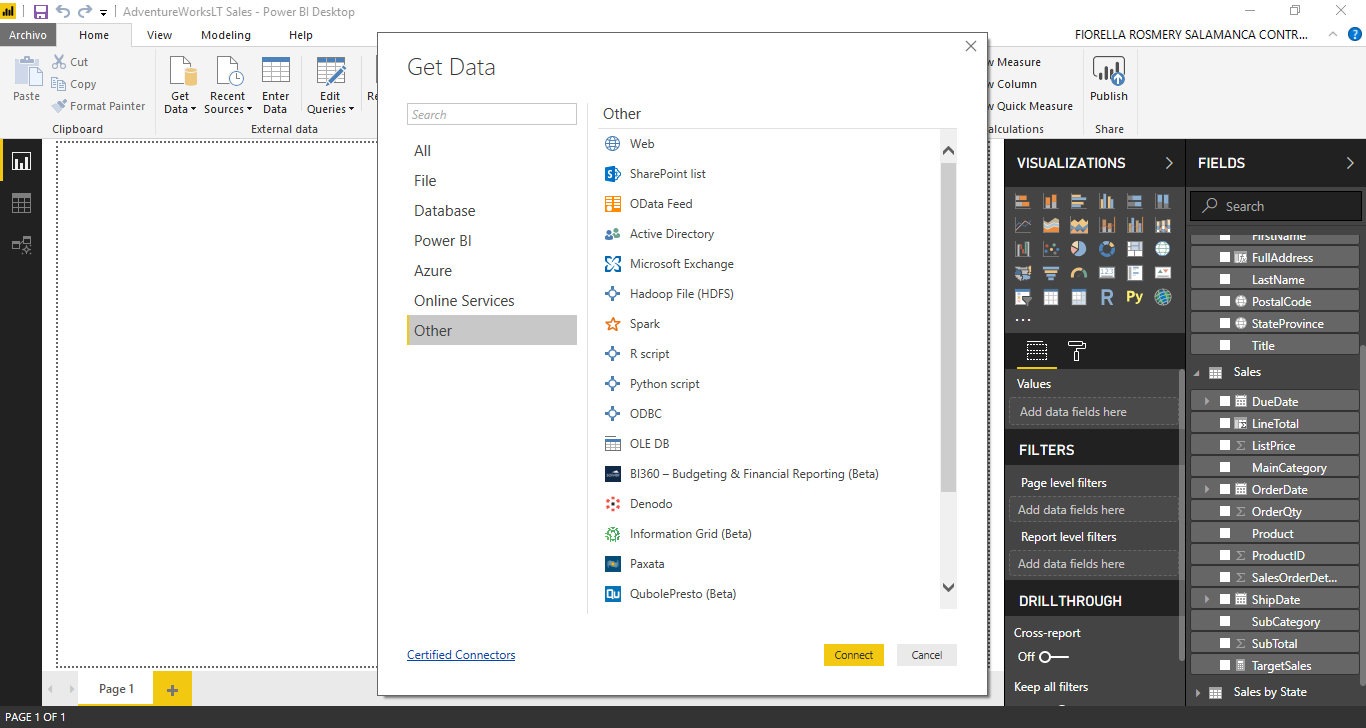 AdventureWorksLT Sales - Power BI Desktop
Archivo
Home
View
Modeling
Help
FIORELLA ROSMERY SALAMANCA CONTR...
?
Paste
Cut
Copy
Format Painter
Clipboard
Get
Data
Recent
Sources
Enter
Data
Edit
Queries
External data
Measure
Column
Quick Measure
Publish
Share
Get Data
Search
All
File
Database
Power BI
Azure
Online Services
Other
Other
Web
SharePoint list
OData Feed
Active Directory
Microsoft Exchange
Hadoop File (HDFS)
Spark
R script
Python script
ODBC
OLE DB
BI360 – Budgeting & Financial Reporting (Beta)
Denodo
Information Grid (Beta)
Paxata
Qu QubolePresto (Beta)
Certified Connectors
Connect
Cancel
VISUALIZATIONS
R
Py
...
Values
Add data fields here
FILTERS
Page level filters
Add data fields here
Report level filters
Add data fields here
DRILLTHROUGH
Cross-report
Off
Keep all filters
FIELDS
Search
FirstName
FullAddress
LastName
PostalCode
StateProvince
Title
Sales
DueDate
LineTotal
Σ ListPrice
MainCategory
OrderDate
Σ OrderQty
Product
Σ ProductID
Σ SalesOrderDet...
ShipDate
SubCategory
Σ SubTotal
TargetSales
Sales by State
Page 1
+
PAGE 1 OF 1